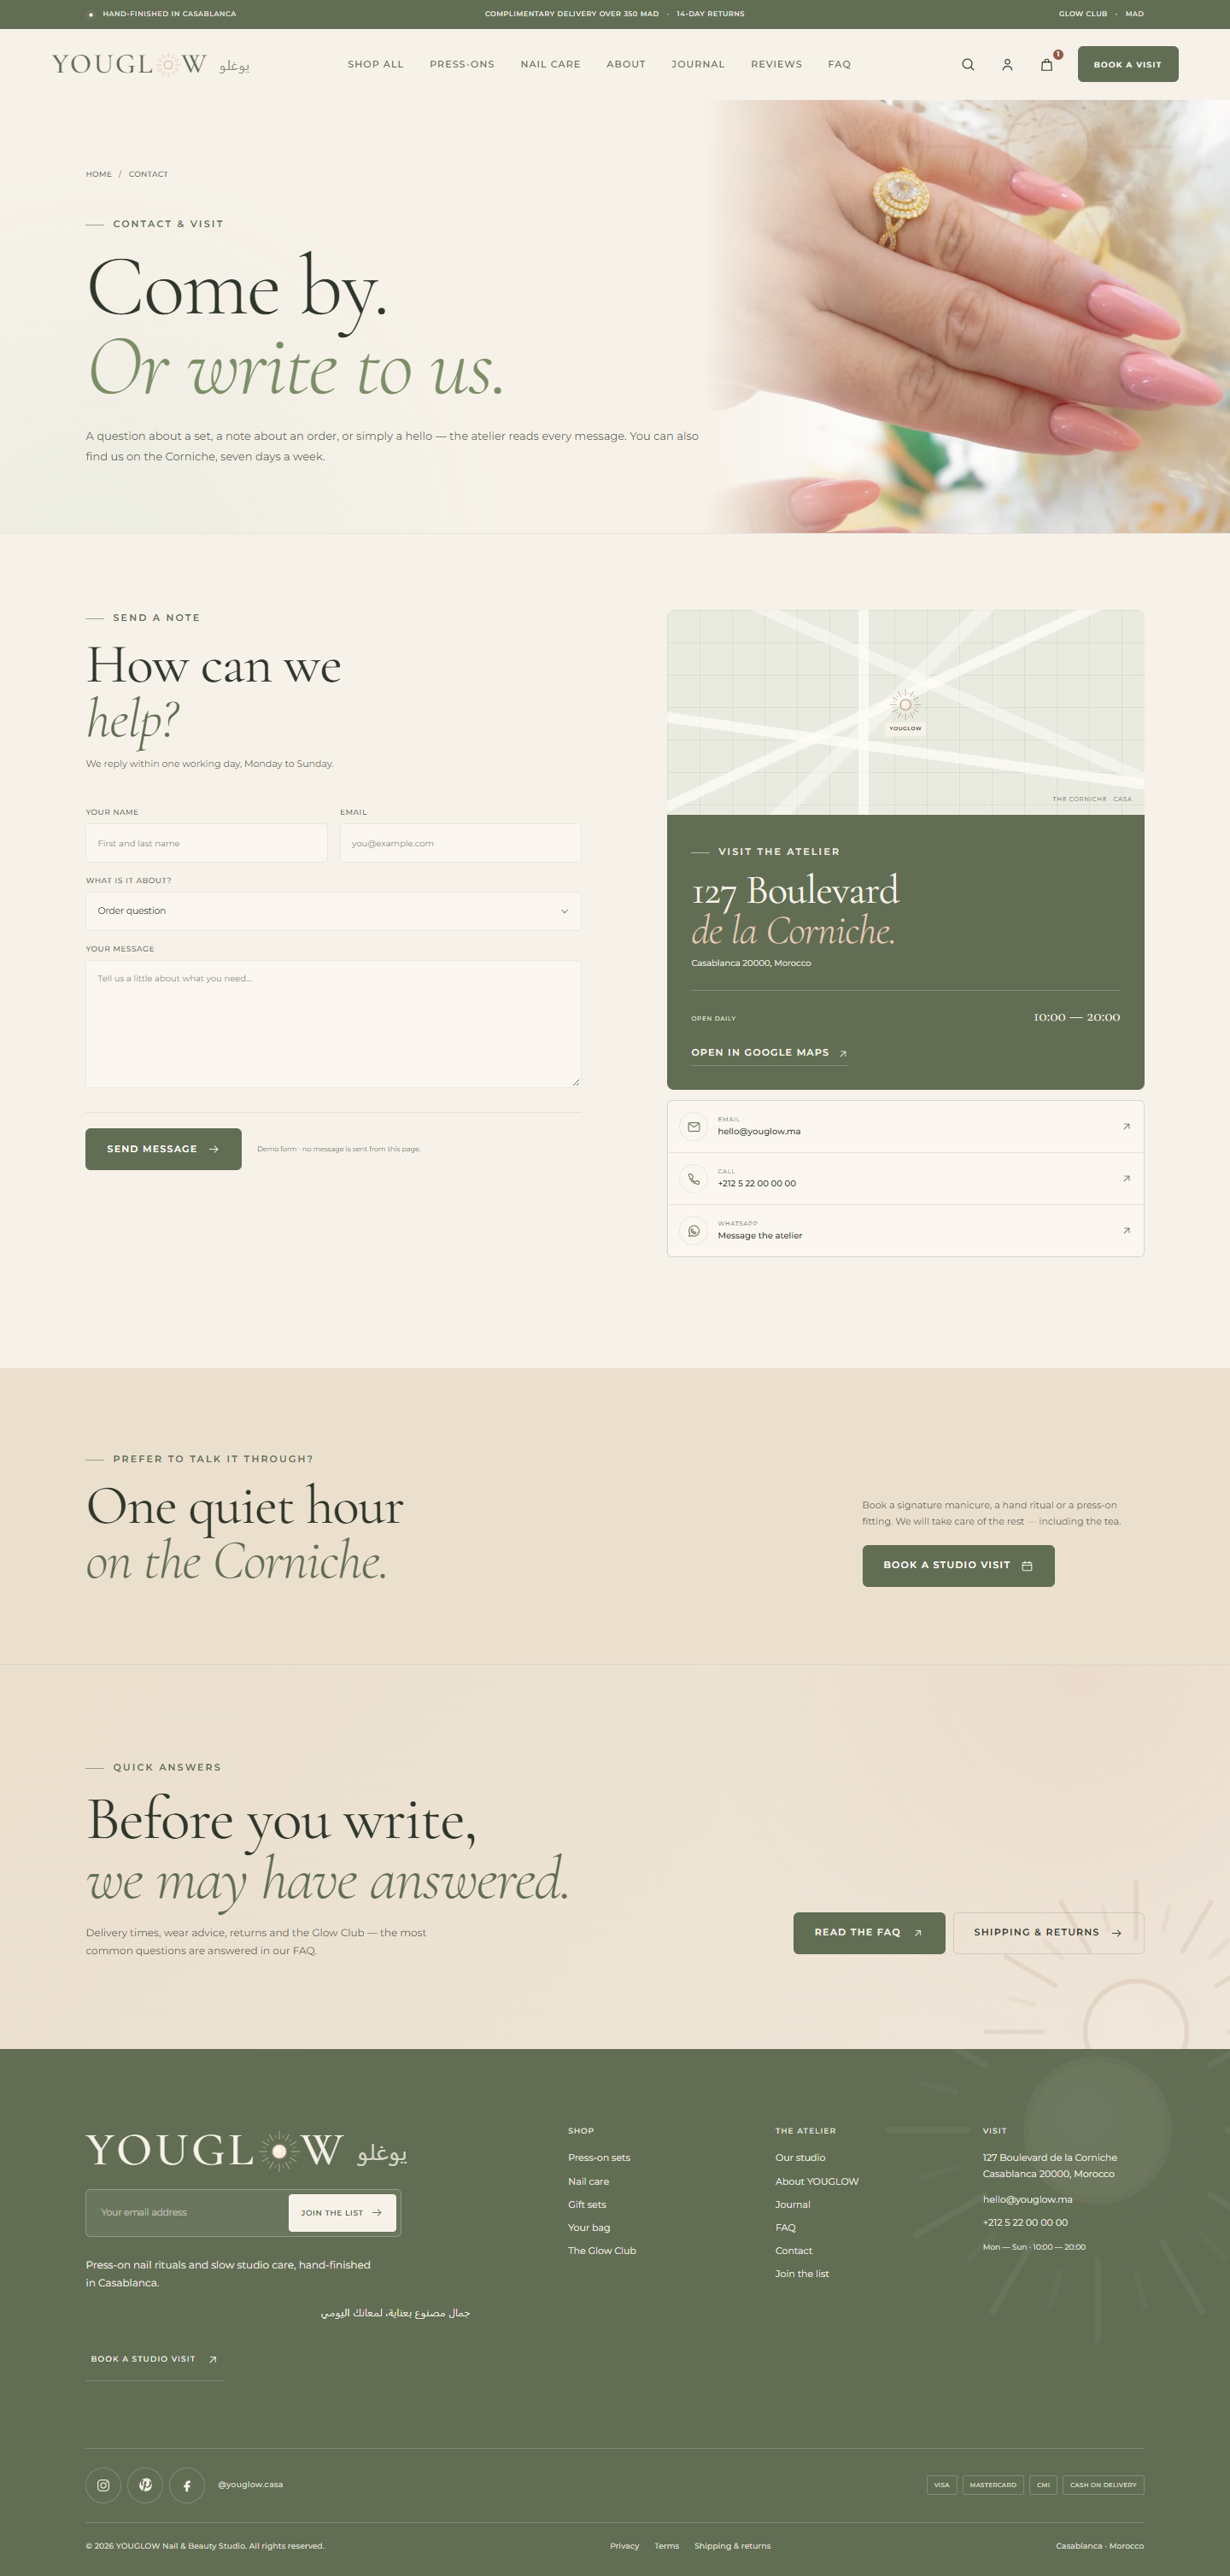 HAND-FINISHED IN CASABLANCA
COMPLIMENTARY DELIVERY OVER 350 MAD · 14-DAY RETURNS
GLOW CLUB · MAD
YOUGLOW يوغلو
SHOP ALL PRESS-ONS NAIL CARE ABOUT JOURNAL REVIEWS FAQ
1
BOOK A VISIT
HOME / CONTACT
CONTACT & VISIT
Come by.
Or write to us.
A question about a set, a note about an order, or simply a hello — the atelier reads every message. You can also
find us on the Corniche, seven days a week.
SEND A NOTE
How can we
help?
We reply within one working day, Monday to Sunday.
YOUR NAME
First and last name
EMAIL
you@example.com
WHAT IS IT ABOUT?
Order question
YOUR MESSAGE
Tell us a little about what you need...
SEND MESSAGE
Demo form · no message is sent from this page.
YOUGLOW
THE CORNICHE · CASA
VISIT THE ATELIER
127 Boulevard
de la Corniche.
Casablanca 20000, Morocco
OPEN DAILY
10:00 — 20:00
OPEN IN GOOGLE MAPS
EMAIL
hello@youglow.ma
CALL
+212 5 22 00 00 00
WHATSAPP
Message the atelier
PREFER TO TALK IT THROUGH?
One quiet hour
on the Corniche.
Book a signature manicure, a hand ritual or a press-on
fitting. We will take care of the rest — including the tea.
BOOK A STUDIO VISIT
QUICK ANSWERS
Before you write,
we may have answered.
Delivery times, wear advice, returns and the Glow Club — the most
common questions are answered in our FAQ.
READ THE FAQ
SHIPPING & RETURNS
YOUGLOW يوغلو
Your email address
JOIN THE LIST
Press-on nail rituals and slow studio care, hand-finished
in Casablanca.
جمال مصنوع بعناية، لمعانك اليومي
BOOK A STUDIO VISIT
SHOP
Press-on sets
Nail care
Gift sets
Your bag
The Glow Club
THE ATELIER
Our studio
About YOUGLOW
Journal
FAQ
Contact
Join the list
VISIT
127 Boulevard de la Corniche
Casablanca 20000, Morocco
hello@youglow.ma
+212 5 22 00 00 00
Mon — Sun · 10:00 — 20:00
@youglow.casa
VISA MASTERCARD CMI CASH ON DELIVERY
© 2026 YOUGLOW Nail & Beauty Studio. All rights reserved.
Privacy Terms Shipping & returns
Casablanca · Morocco